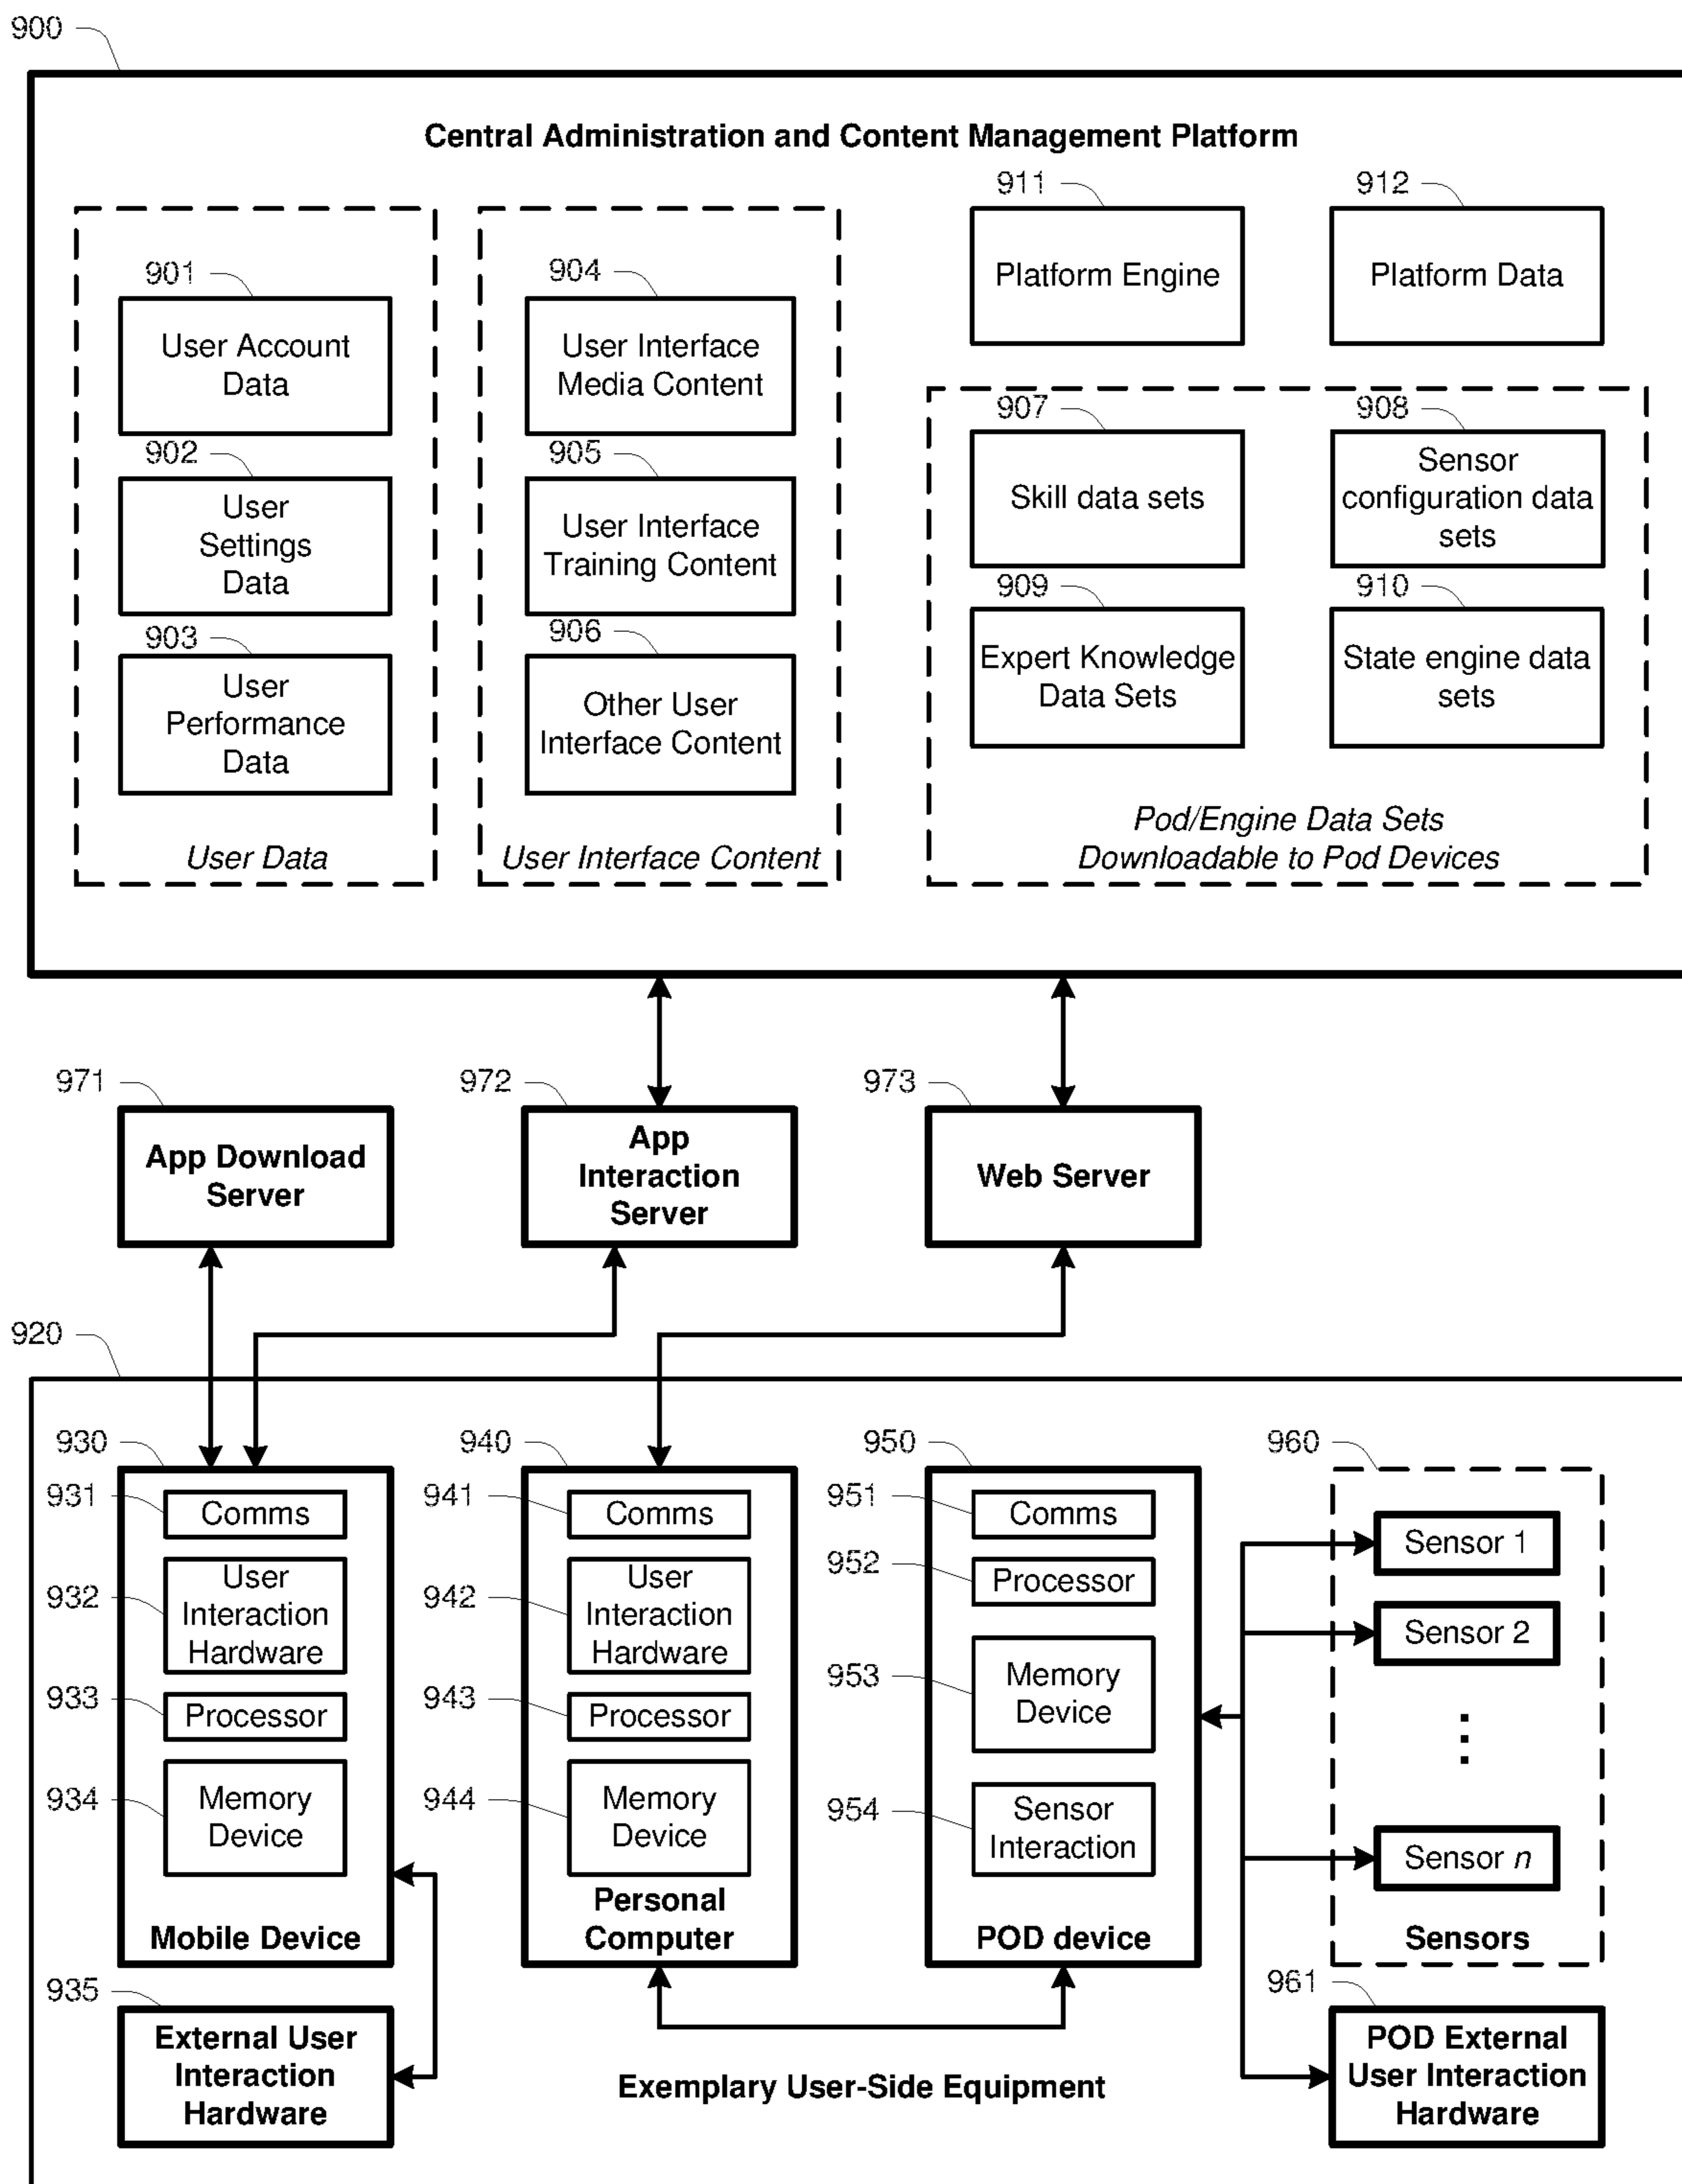 900
Central Administration and Content Management Platform
911
912
Platform Engine
Platform Data
901
User Account
Data
902
User
Settings
Data
903
User
Performance
Data
User Data
904
User Interface
Media Content
905
User Interface
Training Content
906
Other User
Interface Content
User Interface Content
907
Skill data sets
908
Sensor
configuration data
sets
909
Expert Knowledge
Data Sets
910
State engine data
sets
Pod/Engine Data Sets
Downloadable to Pod Devices
971
App Download
Server
972
App
Interaction
Server
973
Web Server
920
930
931
Comms
932
User
Interaction
Hardware
933
Processor
934
Memory
Device
Mobile Device
935
External User
Interaction
Hardware
940
941
Comms
942
User
Interaction
Hardware
943
Processor
944
Memory
Device
Personal
Computer
950
951
Comms
952
Processor
953
Memory
Device
954
Sensor
Interaction
POD device
960
Sensor 1
Sensor 2
⋮
Sensor n
Sensors
961
POD External
User Interaction
Hardware
Exemplary User-Side Equipment